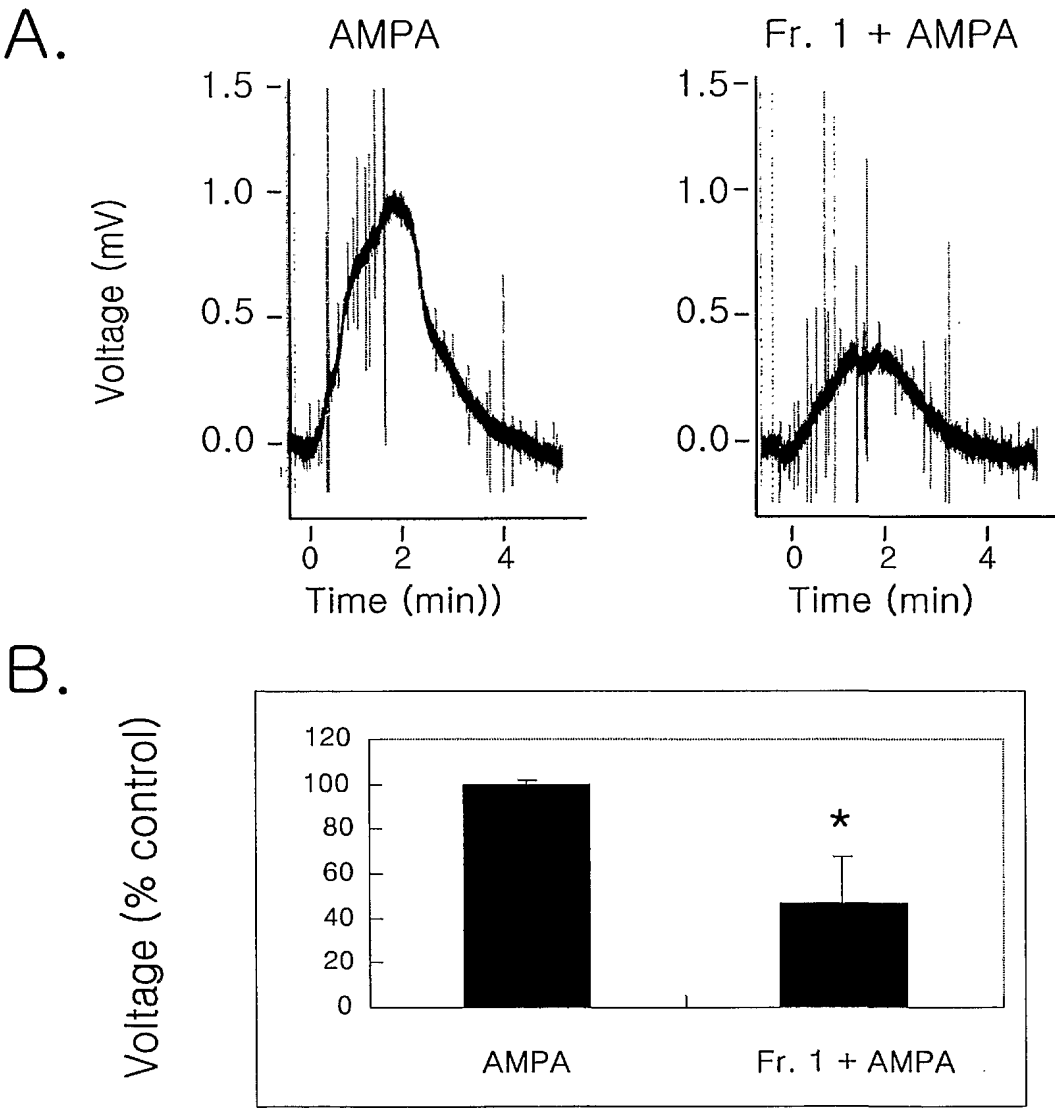 A.
AMPA
Fr. 1 + AMPA
Voltage (mV)
1.5
1.0
0.5
0.0
0 2 4
Time (min))
1.5
1.0
0.5
0.0
0 2 4
Time (min)
B.
Voltage (% control)
120
100
80
60
40
20
0
*
AMPA
Fr. 1 + AMPA